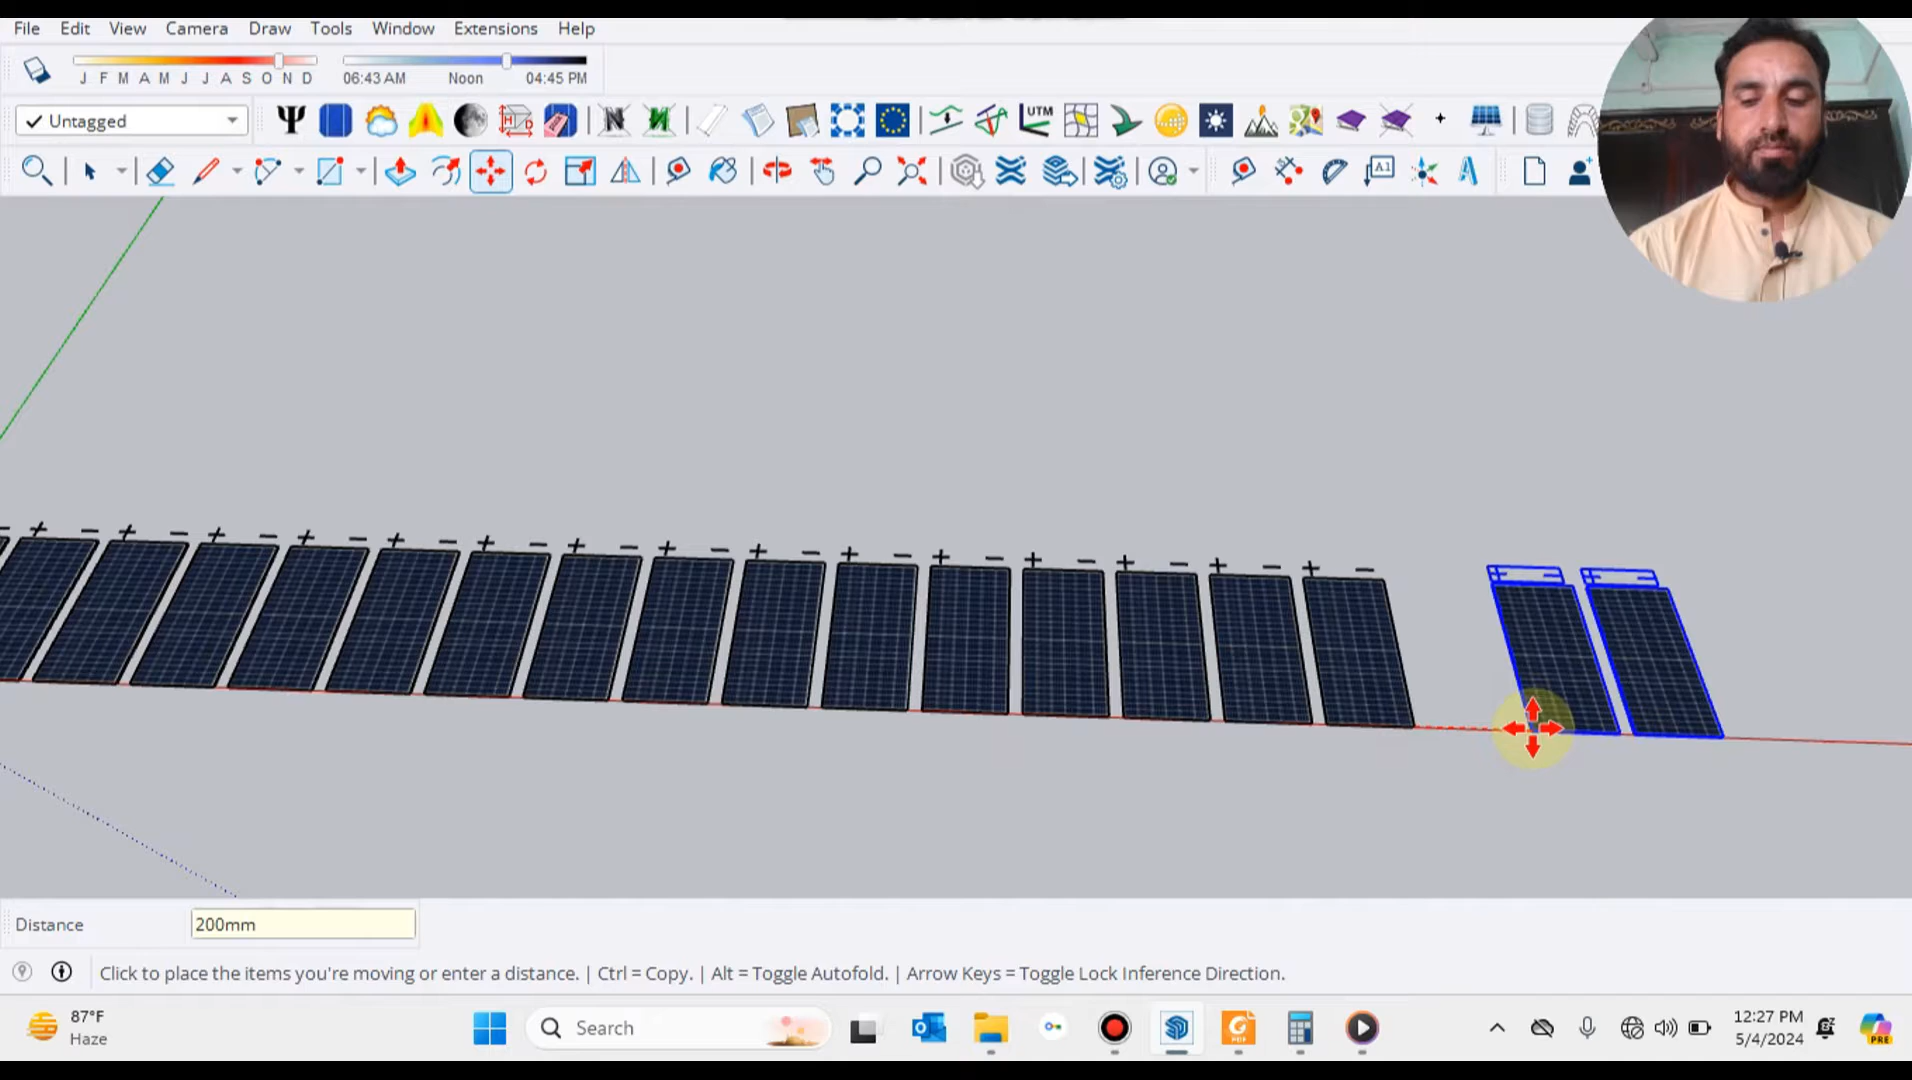 File Edit View Camera Draw Tools Window Extensions Help
J F M A M J J A S O N D 06:43 AM Noon 04:45 PM
Untagged
UTM
H D
A1
+ − + − + − + − + − + − + − + − + − + − + − + − + − + − + −
Distance 200mm
Click to place the items you're moving or enter a distance. | Ctrl = Copy. | Alt = Toggle Autofold. | Arrow Keys = Toggle Lock Inference Direction.
87°F
Haze
Search
12:27 PM
5/4/2024
PRE